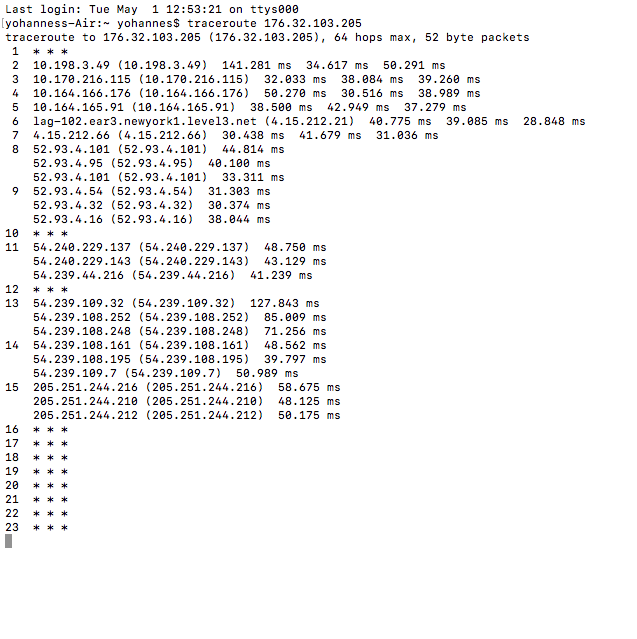 Last login: Tue May  1 12:53:21 on ttys000
[yohanness-Air:~ yohannes$ traceroute 176.32.103.205
traceroute to 176.32.103.205 (176.32.103.205), 64 hops max, 52 byte packets
 1  * * *
 2  10.198.3.49 (10.198.3.49)  141.281 ms  34.617 ms  50.291 ms
 3  10.170.216.115 (10.170.216.115)  32.033 ms  38.084 ms  39.260 ms
 4  10.164.166.176 (10.164.166.176)  50.270 ms  30.516 ms  38.989 ms
 5  10.164.165.91 (10.164.165.91)  38.500 ms  42.949 ms  37.279 ms
 6  lag-102.ear3.newyork1.level3.net (4.15.212.21)  40.775 ms  39.085 ms  28.848 ms
 7  4.15.212.66 (4.15.212.66)  30.438 ms  41.679 ms  31.036 ms
 8  52.93.4.101 (52.93.4.101)  44.814 ms
    52.93.4.95 (52.93.4.95)  40.100 ms
    52.93.4.101 (52.93.4.101)  33.311 ms
 9  52.93.4.54 (52.93.4.54)  31.303 ms
    52.93.4.32 (52.93.4.32)  30.374 ms
    52.93.4.16 (52.93.4.16)  38.044 ms
10  * * *
11  54.240.229.137 (54.240.229.137)  48.750 ms
    54.240.229.143 (54.240.229.143)  43.129 ms
    54.239.44.216 (54.239.44.216)  41.239 ms
12  * * *
13  54.239.109.32 (54.239.109.32)  127.843 ms
    54.239.108.252 (54.239.108.252)  85.009 ms
    54.239.108.248 (54.239.108.248)  71.256 ms
14  54.239.108.161 (54.239.108.161)  48.562 ms
    54.239.108.195 (54.239.108.195)  39.797 ms
    54.239.109.7 (54.239.109.7)  50.989 ms
15  205.251.244.216 (205.251.244.216)  58.675 ms
    205.251.244.210 (205.251.244.210)  48.125 ms
    205.251.244.212 (205.251.244.212)  50.175 ms
16  * * *
17  * * *
18  * * *
19  * * *
20  * * *
21  * * *
22  * * *
23  * * *